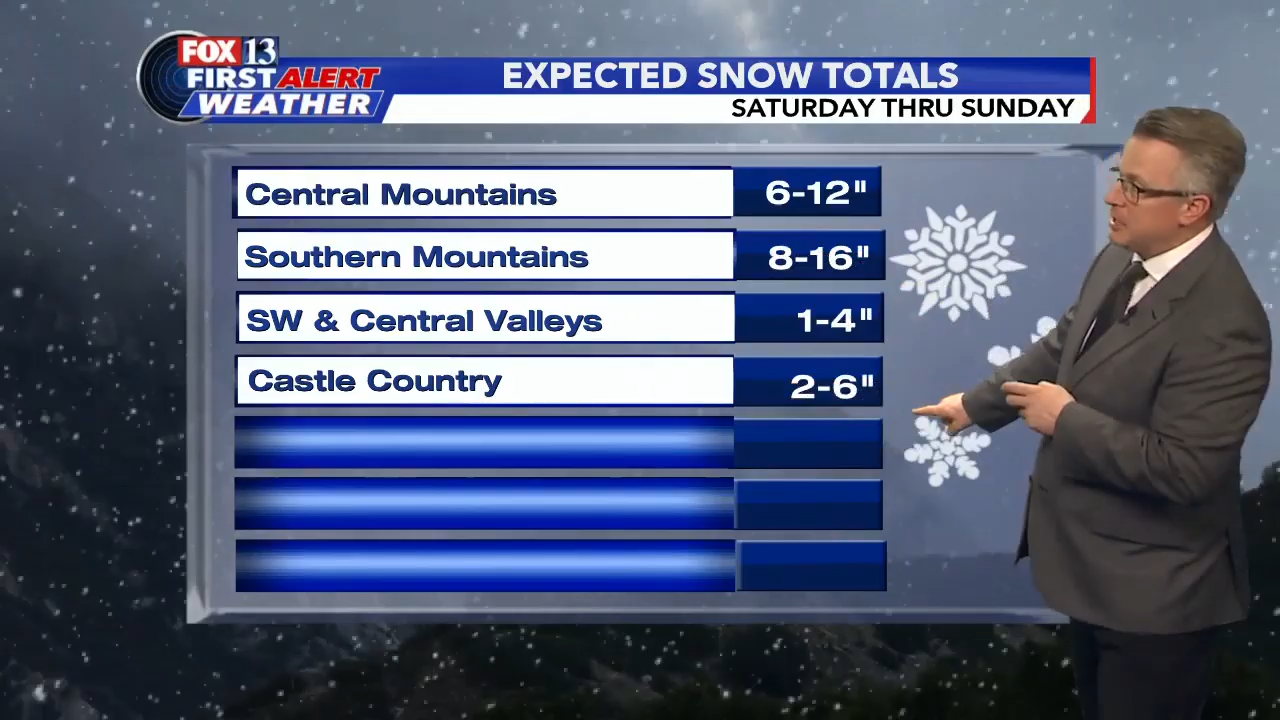 FOX 13
FIRST ALERT
WEATHER
EXPECTED SNOW TOTALS
SATURDAY THRU SUNDAY
Central Mountains 6-12"
Southern Mountains 8-16"
SW & Central Valleys 1-4"
Castle Country 2-6"